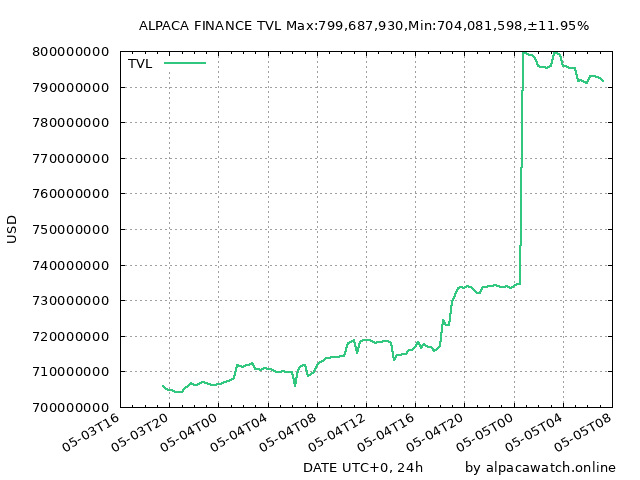 ALPACA FINANCE TVL Max:799,687,930,Min:704,081,598,±11.95%
TVL
800000000
790000000
780000000
770000000
760000000
750000000
740000000
730000000
720000000
710000000
700000000
USD
05-03T16
05-03T20
05-04T00
05-04T04
05-04T08
05-04T12
05-04T16
05-04T20
05-05T00
05-05T04
05-05T08
DATE UTC+0, 24h
by alpacawatch.online